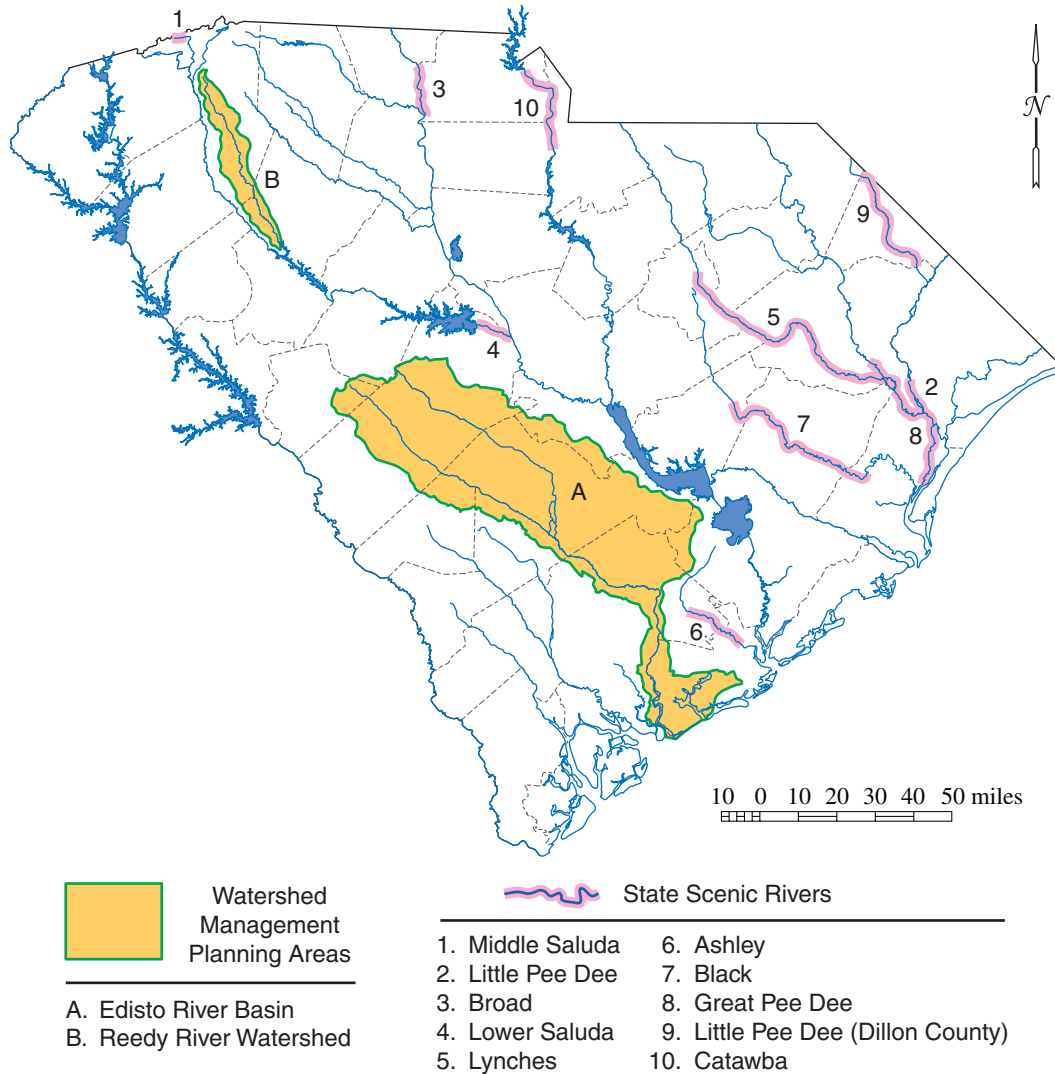 1
3
10
N
B
9
5
4
2
7
8
A
6
10 0 10 20 30 40 50 miles
Watershed
Management
Planning Areas
A. Edisto River Basin
B. Reedy River Watershed
State Scenic Rivers
1. Middle Saluda
2. Little Pee Dee
3. Broad
4. Lower Saluda
5. Lynches
6. Ashley
7. Black
8. Great Pee Dee
9. Little Pee Dee (Dillon County)
10. Catawba